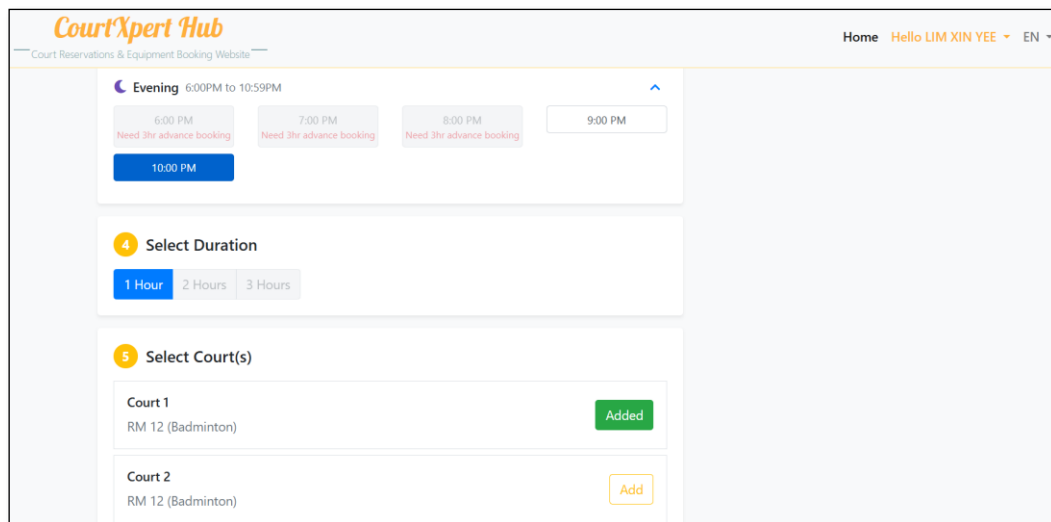 CourtXpert Hub
Court Reservations & Equipment Booking Website
Home Hello LIM XIN YEE EN
Evening 6:00PM to 10:59PM
6:00 PM 7:00 PM 8:00 PM 9:00 PM
Need 3hr advance booking Need 3hr advance booking Need 3hr advance booking
10:00 PM
4 Select Duration
1 Hour 2 Hours 3 Hours
5 Select Court(s)
Court 1
RM 12 (Badminton)
Added
Court 2
RM 12 (Badminton)
Add